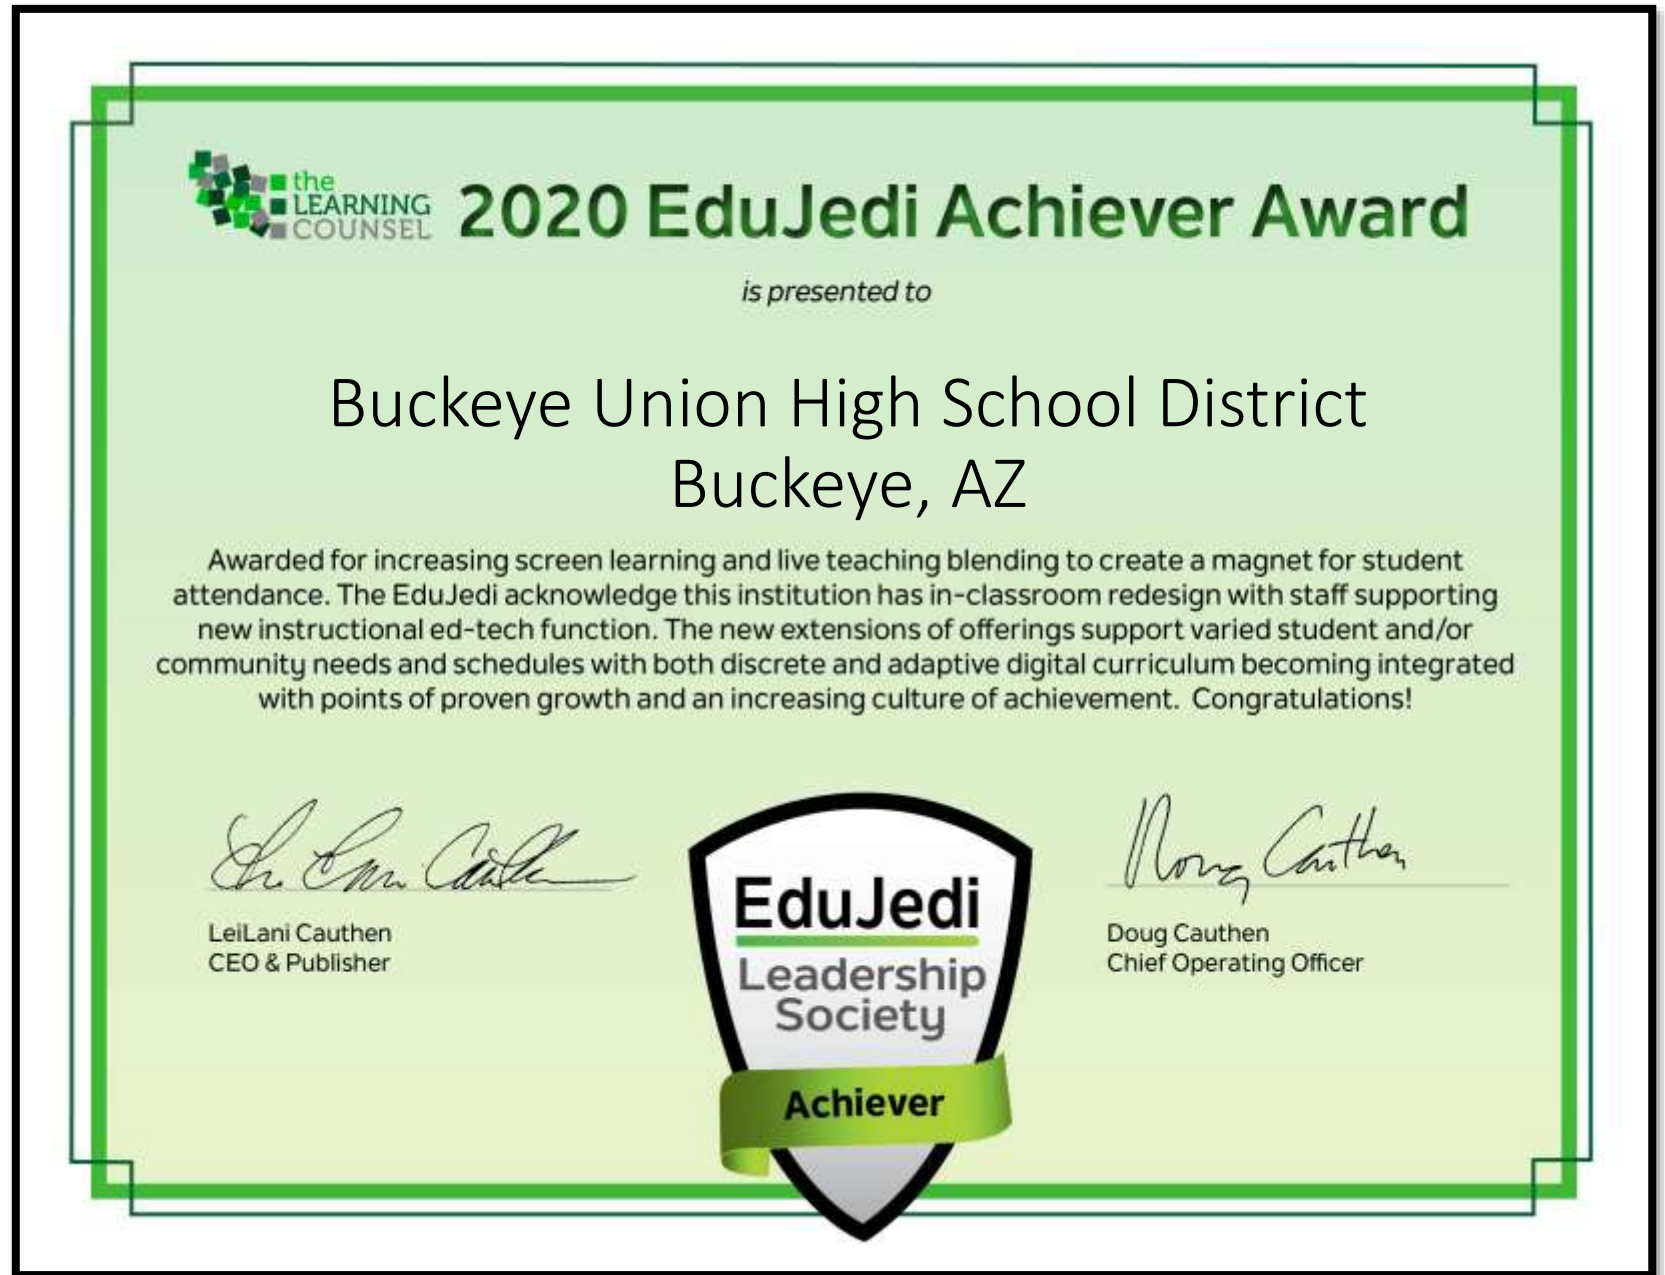 the
LEARNING
COUNSEL
2020 EduJedi Achiever Award
is presented to
Buckeye Union High School District
Buckeye, AZ
Awarded for increasing screen learning and live teaching blending to create a magnet for student
attendance. The EduJedi acknowledge this institution has in-classroom redesign with staff supporting
new instructional ed-tech function. The new extensions of offerings support varied student and/or
community needs and schedules with both discrete and adaptive digital curriculum becoming integrated
with points of proven growth and an increasing culture of achievement.  Congratulations!
LeiLani Cauthen
CEO & Publisher
EduJedi
Leadership
Society
Achiever
Doug Cauthen
Doug Cauthen
Chief Operating Officer